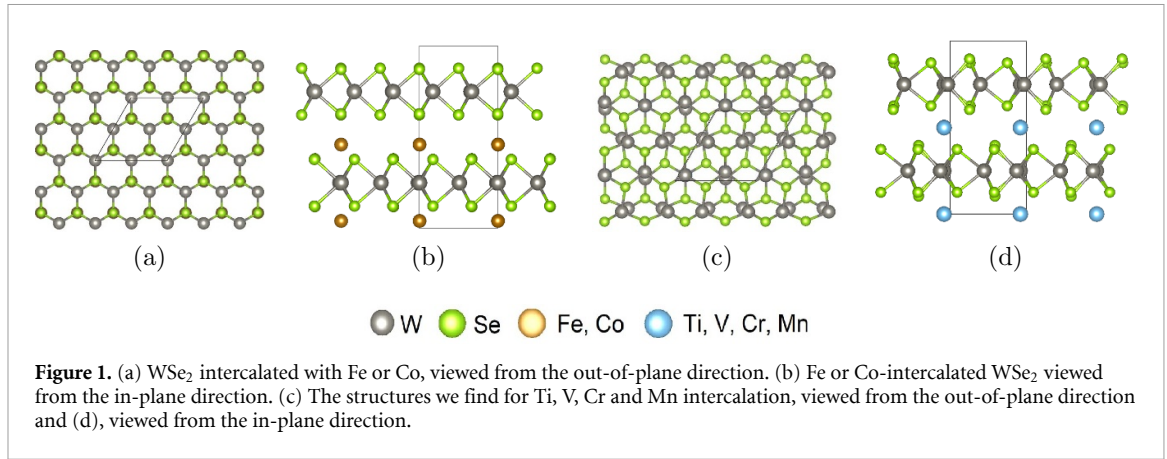 (a) (b) (c) (d)
W Se Fe, Co Ti, V, Cr, Mn
Figure 1. (a) WSe₂ intercalated with Fe or Co, viewed from the out-of-plane direction. (b) Fe or Co-intercalated WSe₂ viewed
from the in-plane direction. (c) The structures we find for Ti, V, Cr and Mn intercalation, viewed from the out-of-plane direction
and (d), viewed from the in-plane direction.